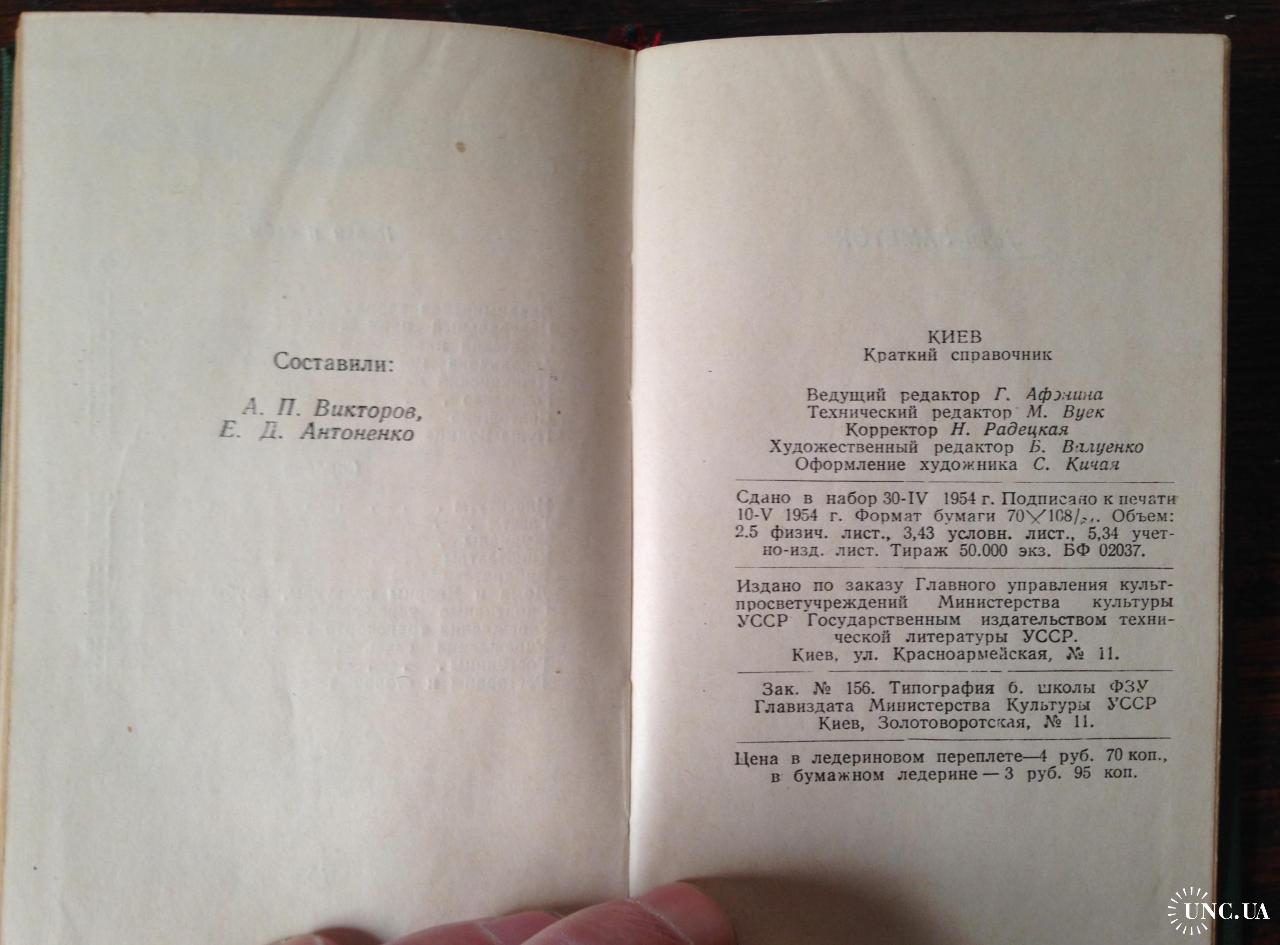 Составили:
А. П. Викторов,
Е. Д. Антоненко
КИЕВ
Краткий справочник
Ведущий редактор Г. Афонина
Технический редактор М. Вуек
Корректор Н. Радецкая
Художественный редактор Б. Валуенко
Оформление художника С. Кичая
Сдано в набор 30-IV 1954 г. Подписано к печати
10-V 1954 г. Формат бумаги 70×108/ Объем:
2.5 физич. лист., 3,43 условн. лист., 5,34 учет-
но-изд. лист. Тираж 50.000 экз. БФ 02037.
Издано по заказу Главного управления культ-
просветучреждений Министерства культуры
УССР Государственным издательством техни-
ческой литературы УССР.
Киев, ул. Красноармейская, № 11.
Зак. № 156. Типография б. школы ФЗУ
Главиздата Министерства Культуры УССР
Киев, Золотоворотская, № 11.
Цена в ледериновом переплете—4 руб. 70 коп.,
в бумажном ледерине — 3 руб. 95 коп.
UNC.UA